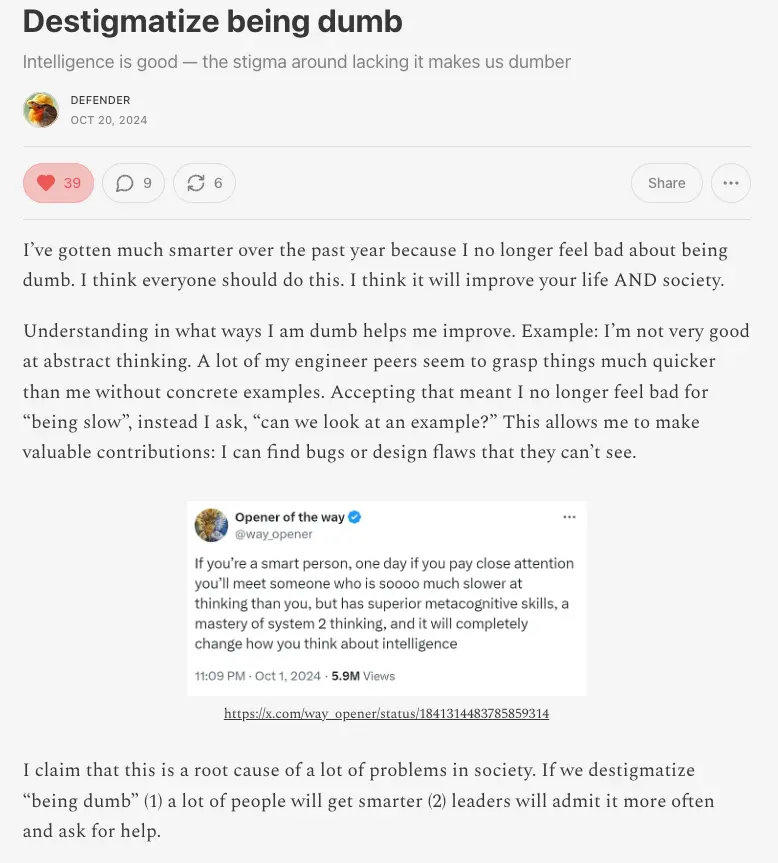 Destigmatize being dumb
Intelligence is good — the stigma around lacking it makes us dumber
DEFENDER
OCT 20, 2024
39
9
6
Share
I’ve gotten much smarter over the past year because I no longer feel bad about being
dumb. I think everyone should do this. I think it will improve your life AND society.
Understanding in what ways I am dumb helps me improve. Example: I’m not very good
at abstract thinking. A lot of my engineer peers seem to grasp things much quicker
than me without concrete examples. Accepting that meant I no longer feel bad for
“being slow”, instead I ask, “can we look at an example?” This allows me to make
valuable contributions: I can find bugs or design flaws that they can’t see.
Opener of the way
@way_opener
If you’re a smart person, one day if you pay close attention
you’ll meet someone who is soooo much slower at
thinking than you, but has superior metacognitive skills, a
mastery of system 2 thinking, and it will completely
change how you think about intelligence
11:09 PM · Oct 1, 2024 · 5.9M Views
https://x.com/way_opener/status/1841314483785859314
I claim that this is a root cause of a lot of problems in society. If we destigmatize
“being dumb” (1) a lot of people will get smarter (2) leaders will admit it more often
and ask for help.